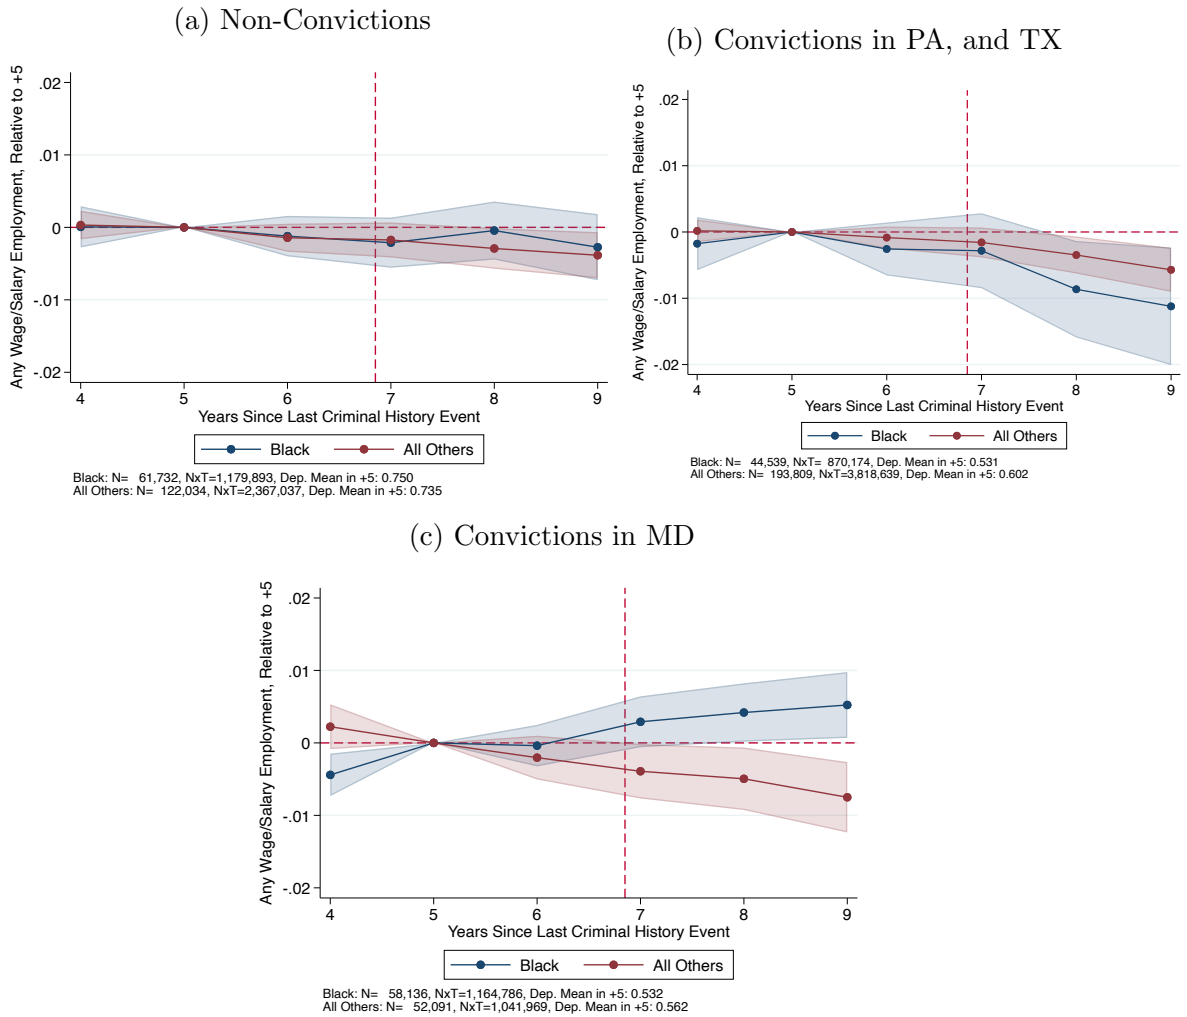 (a) Non-Convictions
Any Wage/Salary Employment, Relative to +5
.02
.01
0
-.01
-.02
4 5 6 7 8 9
Years Since Last Criminal History Event
Black All Others
Black: N= 61,732, NxT=1,179,893, Dep. Mean in +5: 0.750
All Others: N= 122,034, NxT=2,367,037, Dep. Mean in +5: 0.735
(b) Convictions in PA, and TX
Any Wage/Salary Employment, Relative to +5
.02
.01
0
-.01
-.02
4 5 6 7 8 9
Years Since Last Criminal History Event
Black All Others
Black: N= 44,539, NxT= 870,174, Dep. Mean in +5: 0.531
All Others: N= 193,809, NxT=3,818,639, Dep. Mean in +5: 0.602
(c) Convictions in MD
Any Wage/Salary Employment, Relative to +5
.02
.01
0
-.01
-.02
4 5 6 7 8 9
Years Since Last Criminal History Event
Black All Others
Black: N= 58,136, NxT=1,164,786, Dep. Mean in +5: 0.532
All Others: N= 52,091, NxT=1,041,969, Dep. Mean in +5: 0.562